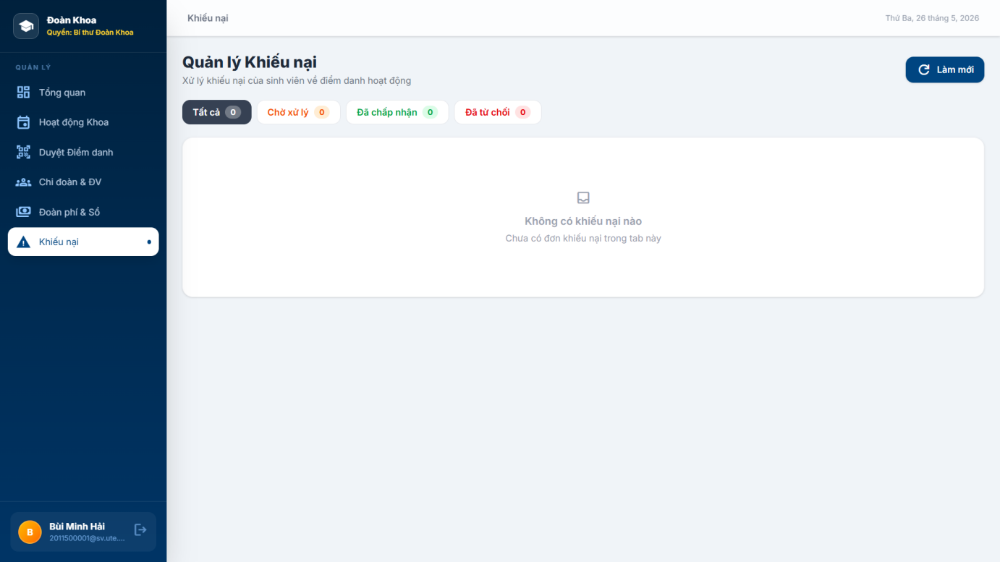 Đoàn Khoa
Quyền: Bí thư Đoàn Khoa
QUẢN LÝ
Tổng quan
Hoạt động Khoa
Duyệt Điểm danh
Chi đoàn & ĐV
Đoàn phí & Sổ
Khiếu nại
Bùi Minh Hải
B
2011500001@sv.ute....
Khiếu nại
Thứ Ba, 26 tháng 5, 2026
Quản lý Khiếu nại
Xử lý khiếu nại của sinh viên về điểm danh hoạt động
Làm mới
Tất cả 0
Chờ xử lý 0
Đã chấp nhận 0
Đã từ chối 0
Không có khiếu nại nào
Chưa có đơn khiếu nại trong tab này